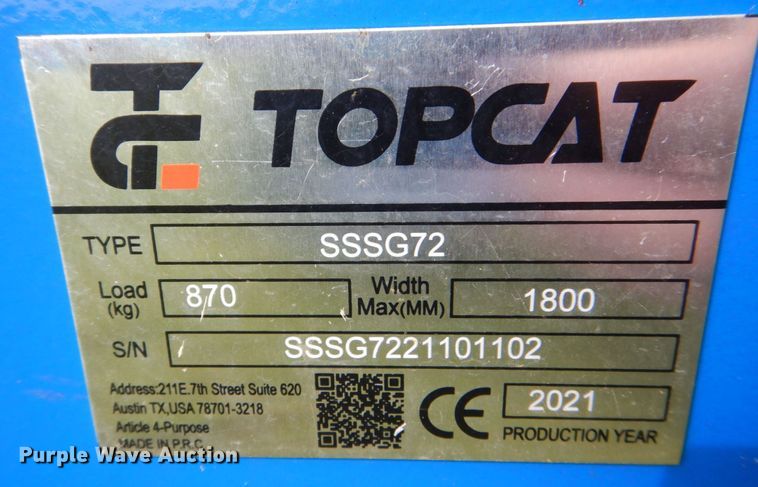 TC TOPCAT
TYPE SSSG72
Load (kg) 870 Width Max(MM) 1800
S/N SSSG7221101102
Address:211E.7th Street Suite 620
Austin TX,USA 78701-3218
Article 4-Purpose
MADE IN P.R.C
CE
2021
PRODUCTION YEAR
Purple Wave Auction